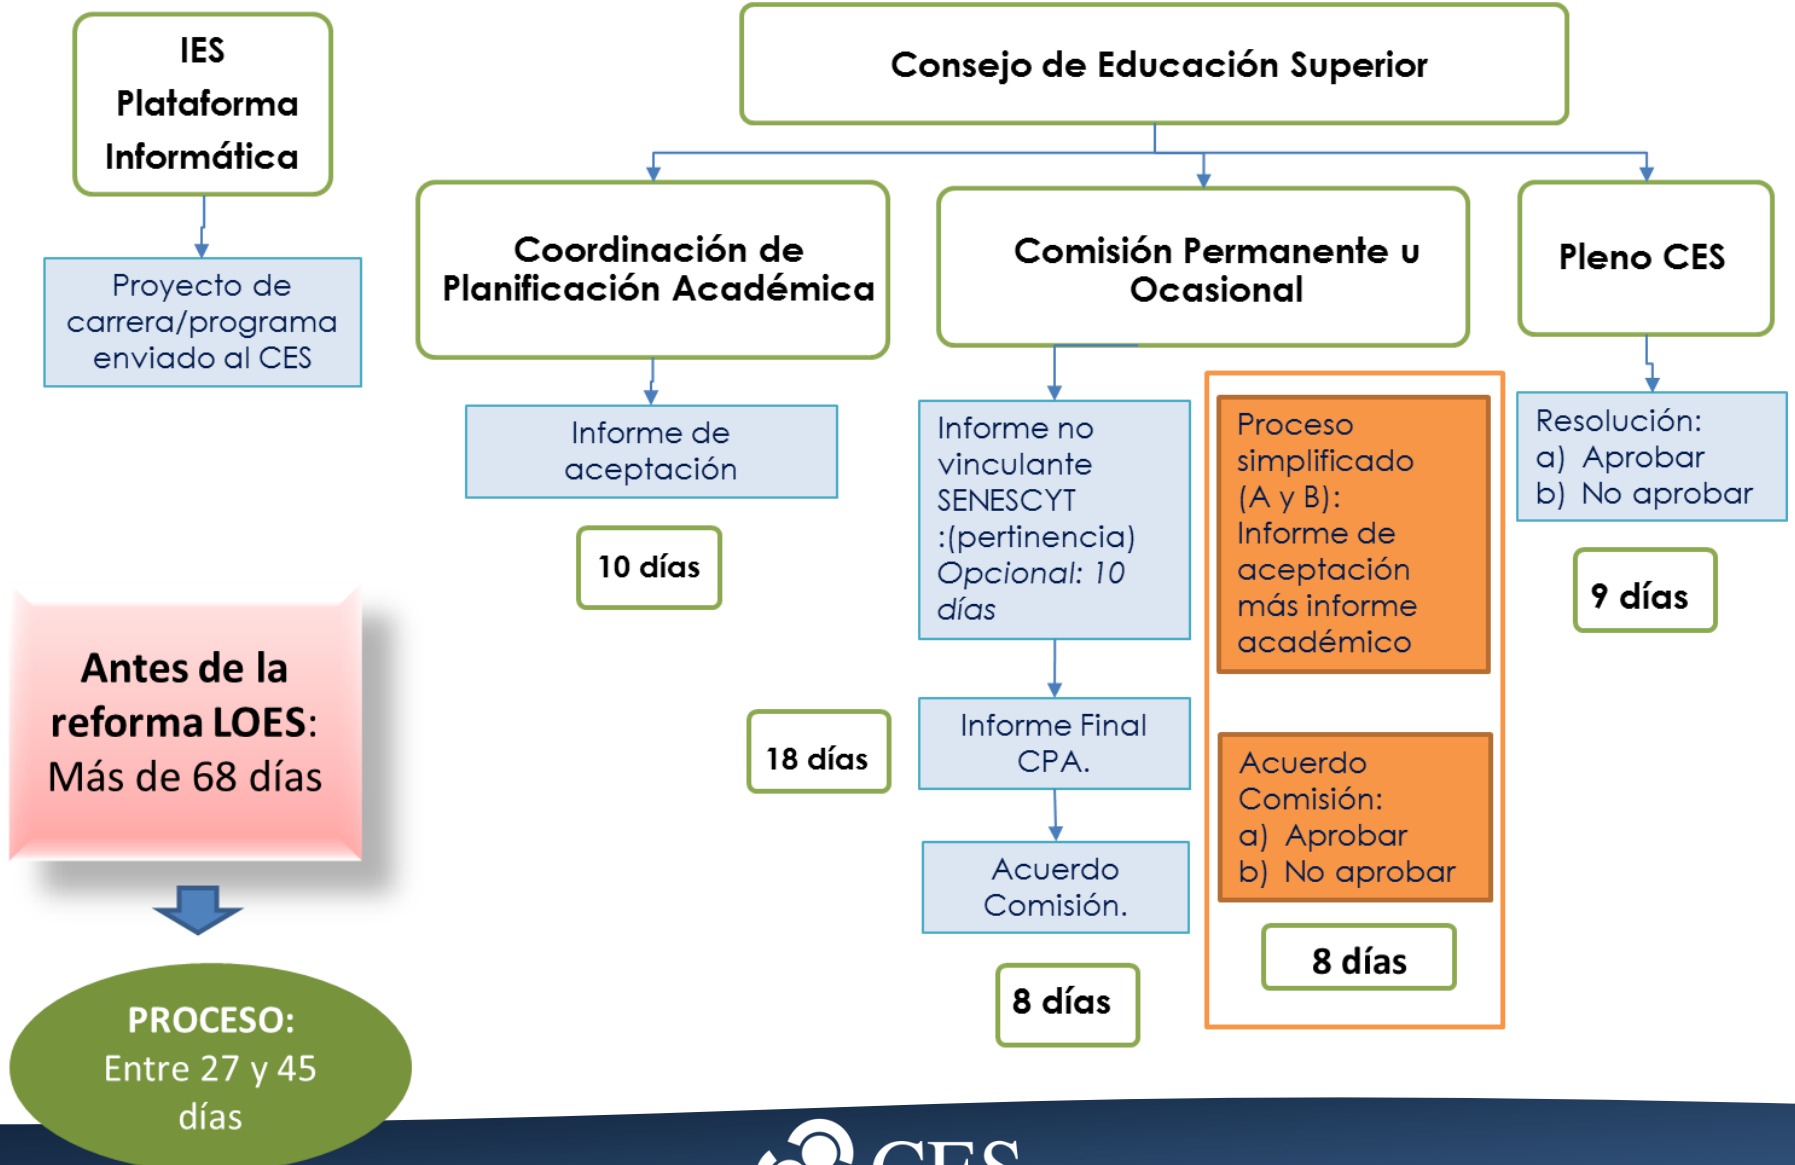 IES
Plataforma
Informática
Proyecto de
carrera/programa
enviado al CES
Consejo de Educación Superior
Coordinación de
Planificación Académica
Informe de
aceptación
10 días
Comisión Permanente u
Ocasional
Informe no
vinculante
SENESCYT
:(pertinencia)
Opcional: 10
días
18 días
Informe Final
CPA.
Acuerdo
Comisión.
8 días
Proceso
simplificado
(A y B):
Informe de
aceptación
más informe
académico
Acuerdo
Comisión:
a) Aprobar
b) No aprobar
8 días
Pleno CES
Resolución:
a) Aprobar
b) No aprobar
9 días
Antes de la
reforma LOES:
Más de 68 días
PROCESO:
Entre 27 y 45
días
CES